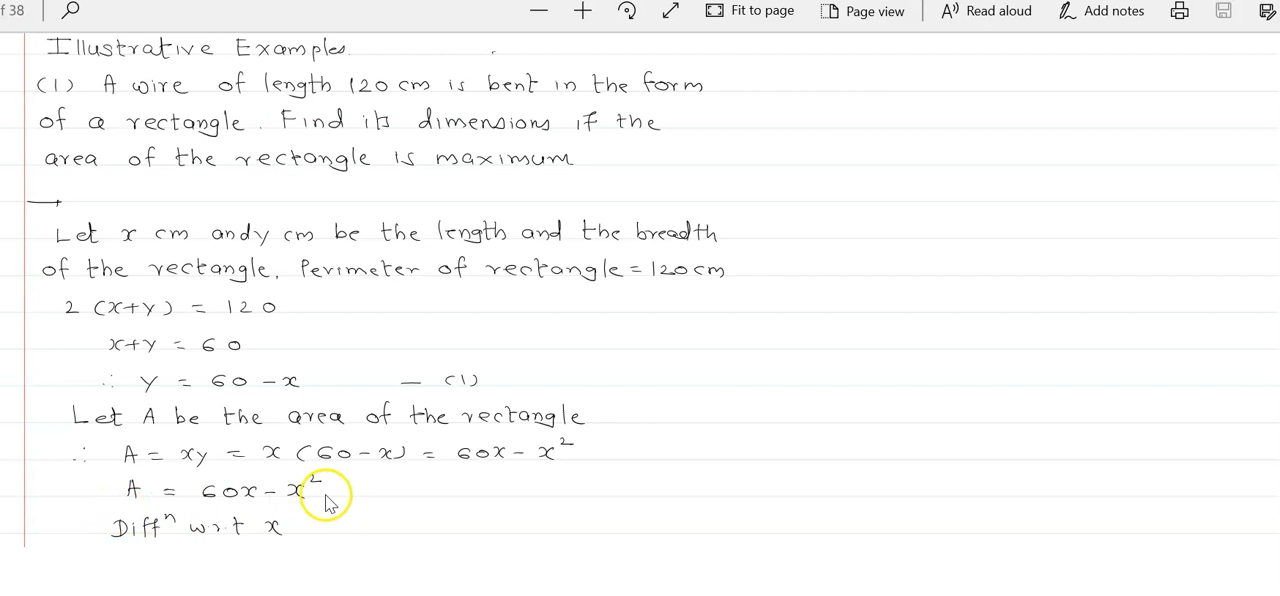 f 38 Fit to page Page view Read aloud Add notes
Illustrative Examples.
(1) A wire of length 120 cm is bent in the form
of a rectangle. Find its dimensions if the
area of the rectangle is maximum
→
Let x cm and y cm be the length and the breadth
of the rectangle. Perimeter of rectangle = 120 cm
2 (x+y) = 120
x+y = 60
∴ y = 60 - x — (1)
Let A be the area of the rectangle
∴ A = xy = x (60 - x) = 60x - x²
A = 60x - x²
Diffⁿ w.r.t x